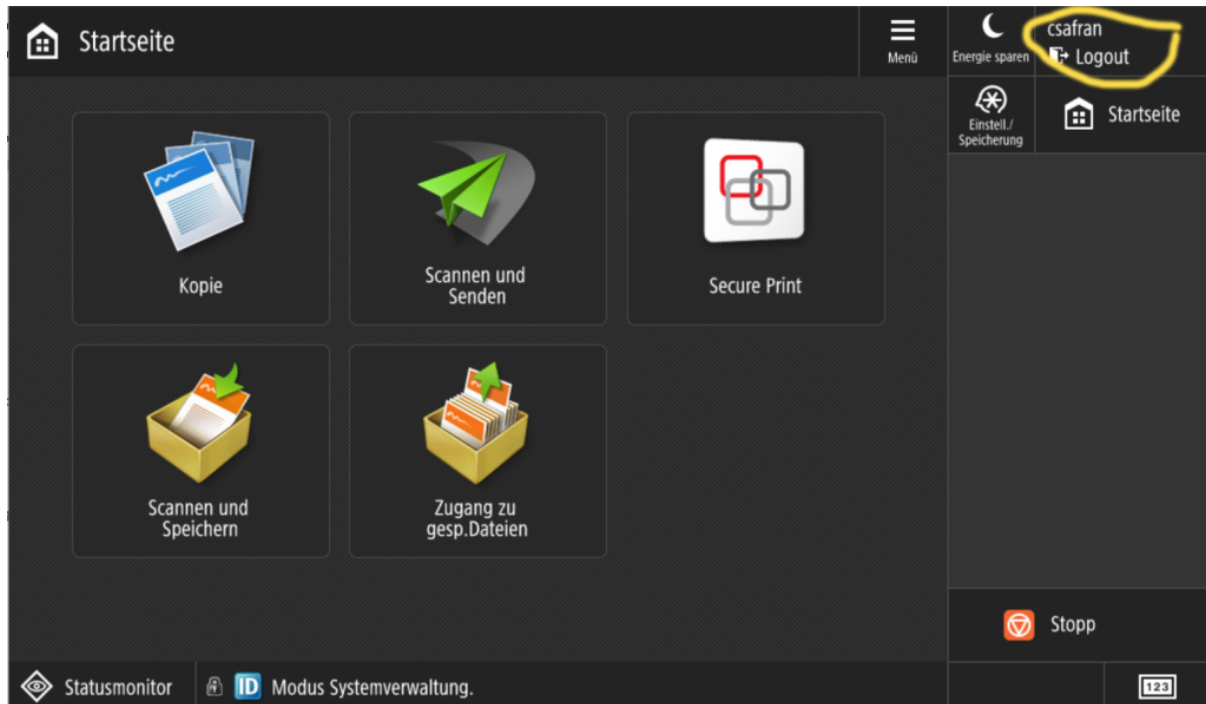 Startseite
Menü
Energie sparen
csafran
Logout
Einstell./
Speicherung
Startseite
Kopie
Scannen und
Senden
Secure Print
Scannen und
Speichern
Zugang zu
gesp.Dateien
Stopp
Statusmonitor
ID Modus Systemverwaltung.
123